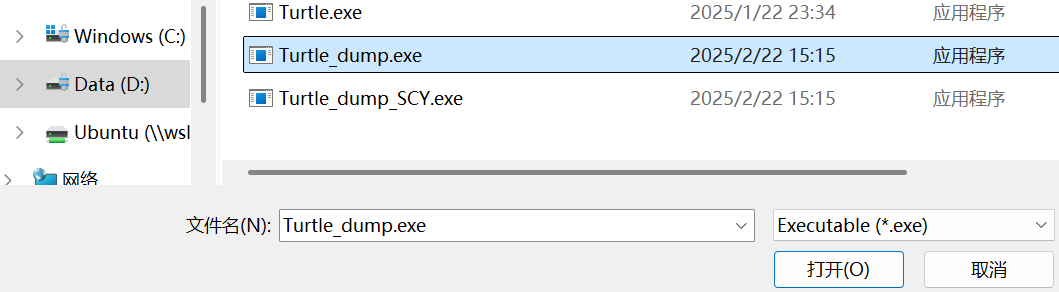 Turtle.exe 2025/1/22 23:34 应用程序
Windows (C:)
Turtle_dump.exe 2025/2/22 15:15 应用程序
Data (D:)
Turtle_dump_SCY.exe 2025/2/22 15:15 应用程序
Ubuntu (\\wsl
网络
文件名(N): Turtle_dump.exe Executable (*.exe)
打开(O) 取消